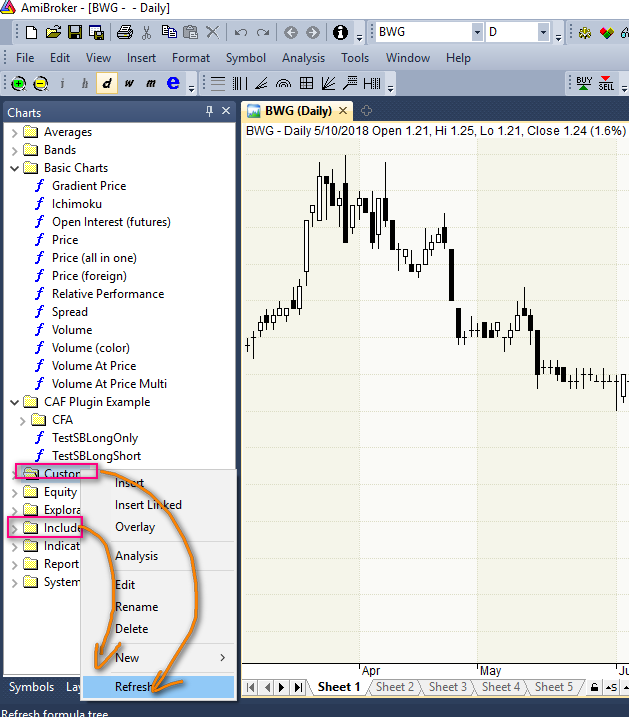 AmiBroker - [BWG - - Daily]
BWG
D
File Edit View Insert Format Symbol Analysis Tools Window Help
i h d w m e
BUY
SELL
Charts
BWG (Daily)
BWG - Daily 5/10/2018 Open 1.21, Hi 1.25, Lo 1.21, Close 1.24 (1.6%)
Averages
Bands
Basic Charts
f Gradient Price
f Ichimoku
f Open Interest (futures)
f Price
f Price (all in one)
f Price (foreign)
f Relative Performance
f Spread
f Volume
f Volume (color)
f Volume At Price
f Volume At Price Multi
CAF Plugin Example
CFA
f TestSBLongOnly
f TestSBLongShort
Custor
Equity
Explora
Include
Indicat
Report
System
Insert
Insert Linked
Overlay
Analysis
Edit
Rename
Delete
New
Refresh
Apr May Ju
Symbols Lay
Sheet 1 Sheet 2 Sheet 3 Sheet 4 Sheet 5
S
Refresh formula tree